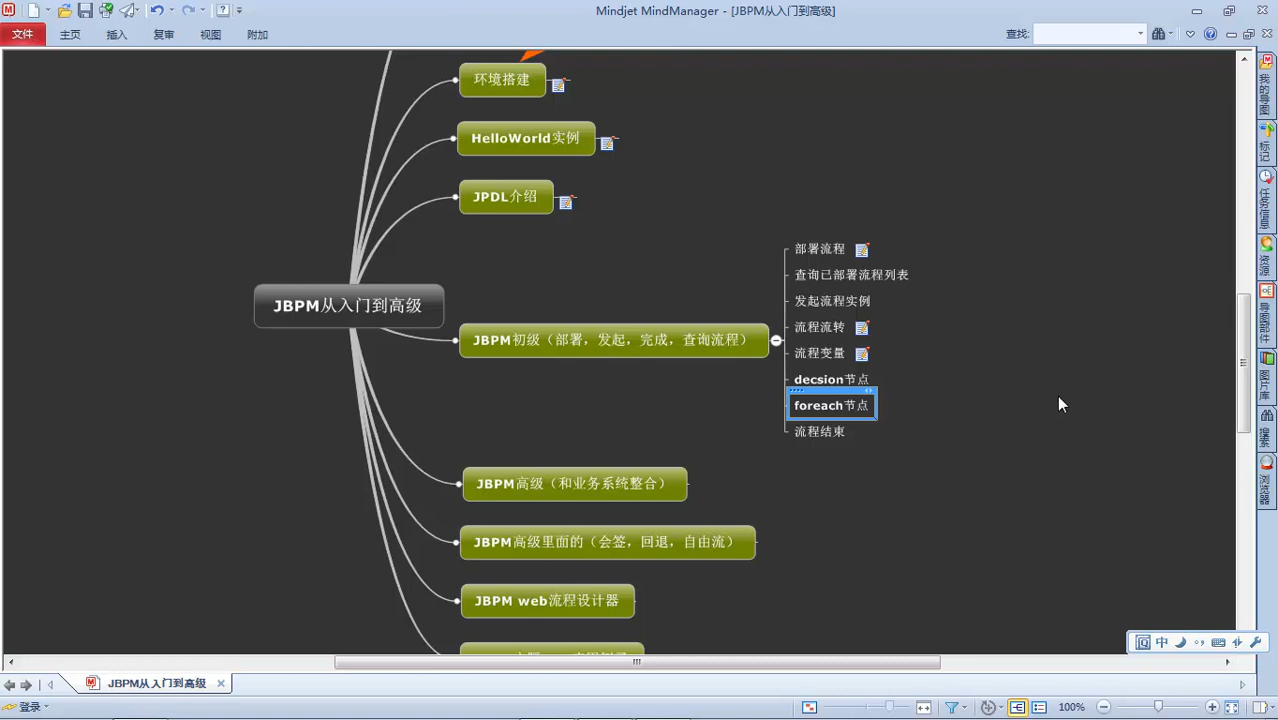 Mindjet MindManager - [JBPM从入门到高级]
文件 主页 插入 复审 视图 附加 查找:
环境搭建
HelloWorld实例
JPDL介绍
JBPM从入门到高级
JBPM初级（部署，发起，完成，查询流程）
部署流程
查询已部署流程列表
发起流程实例
流程流转
流程变量
decsion节点
foreach节点
流程结束
JBPM高级（和业务系统整合）
JBPM高级里面的（会签，回退，自由流）
JBPM web流程设计器
我的导图
标记
任务信息
资源
导图部件
图片库
搜索
浏览器
中
JBPM从入门到高级
登录
100%